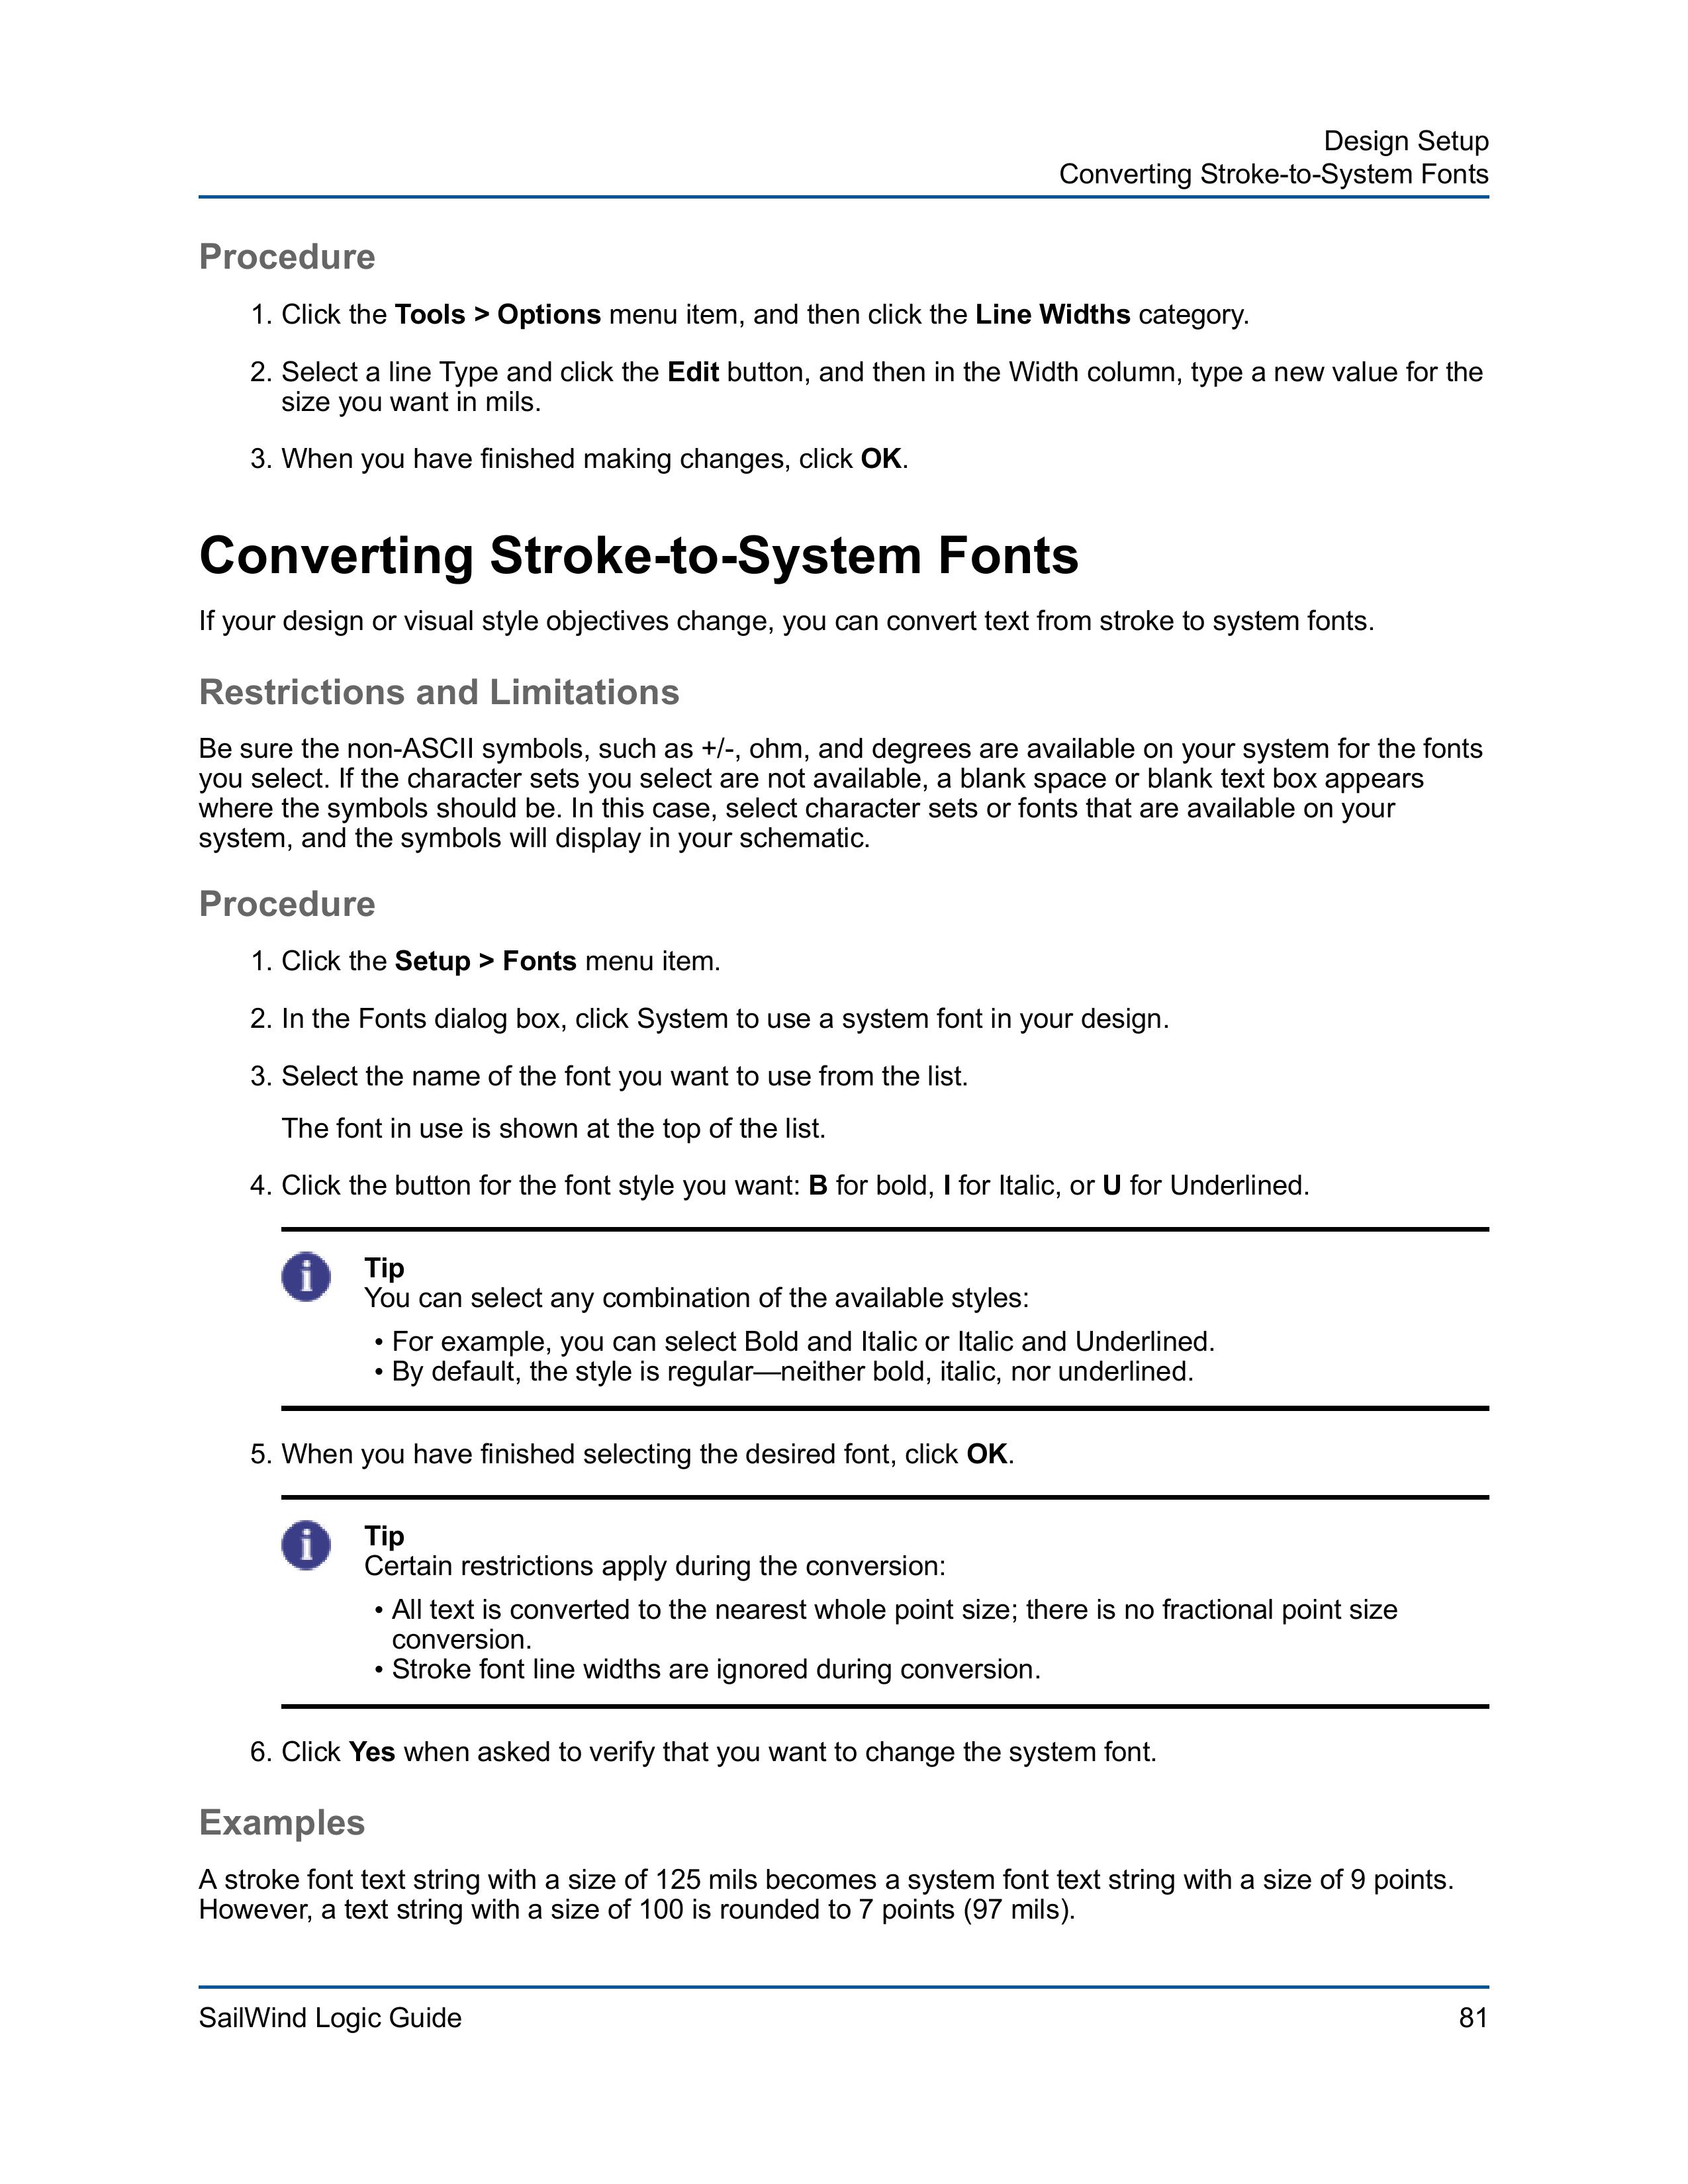 Design Setup
Converting Stroke-to-System Fonts
Procedure
1. Click the Tools > Options menu item, and then click the Line Widths category.
2. Select a line Type and click the Edit button, and then in the Width column, type a new value for the
size you want in mils.
3. When you have finished making changes, click OK.
Converting Stroke-to-System Fonts
If your design or visual style objectives change, you can convert text from stroke to system fonts.
Restrictions and Limitations
Be sure the non-ASCII symbols, such as +/-, ohm, and degrees are available on your system for the fonts
you select. If the character sets you select are not available, a blank space or blank text box appears
where the symbols should be. In this case, select character sets or fonts that are available on your
system, and the symbols will display in your schematic.
Procedure
1. Click the Setup > Fonts menu item.
2. In the Fonts dialog box, click System to use a system font in your design.
3. Select the name of the font you want to use from the list.
The font in use is shown at the top of the list.
4. Click the button for the font style you want: B for bold, I for Italic, or U for Underlined.
i
Tip
You can select any combination of the available styles:
• For example, you can select Bold and Italic or Italic and Underlined.
• By default, the style is regular—neither bold, italic, nor underlined.
5. When you have finished selecting the desired font, click OK.
i
Tip
Certain restrictions apply during the conversion:
• All text is converted to the nearest whole point size; there is no fractional point size
conversion.
• Stroke font line widths are ignored during conversion.
6. Click Yes when asked to verify that you want to change the system font.
Examples
A stroke font text string with a size of 125 mils becomes a system font text string with a size of 9 points.
However, a text string with a size of 100 is rounded to 7 points (97 mils).
SailWind Logic Guide
81